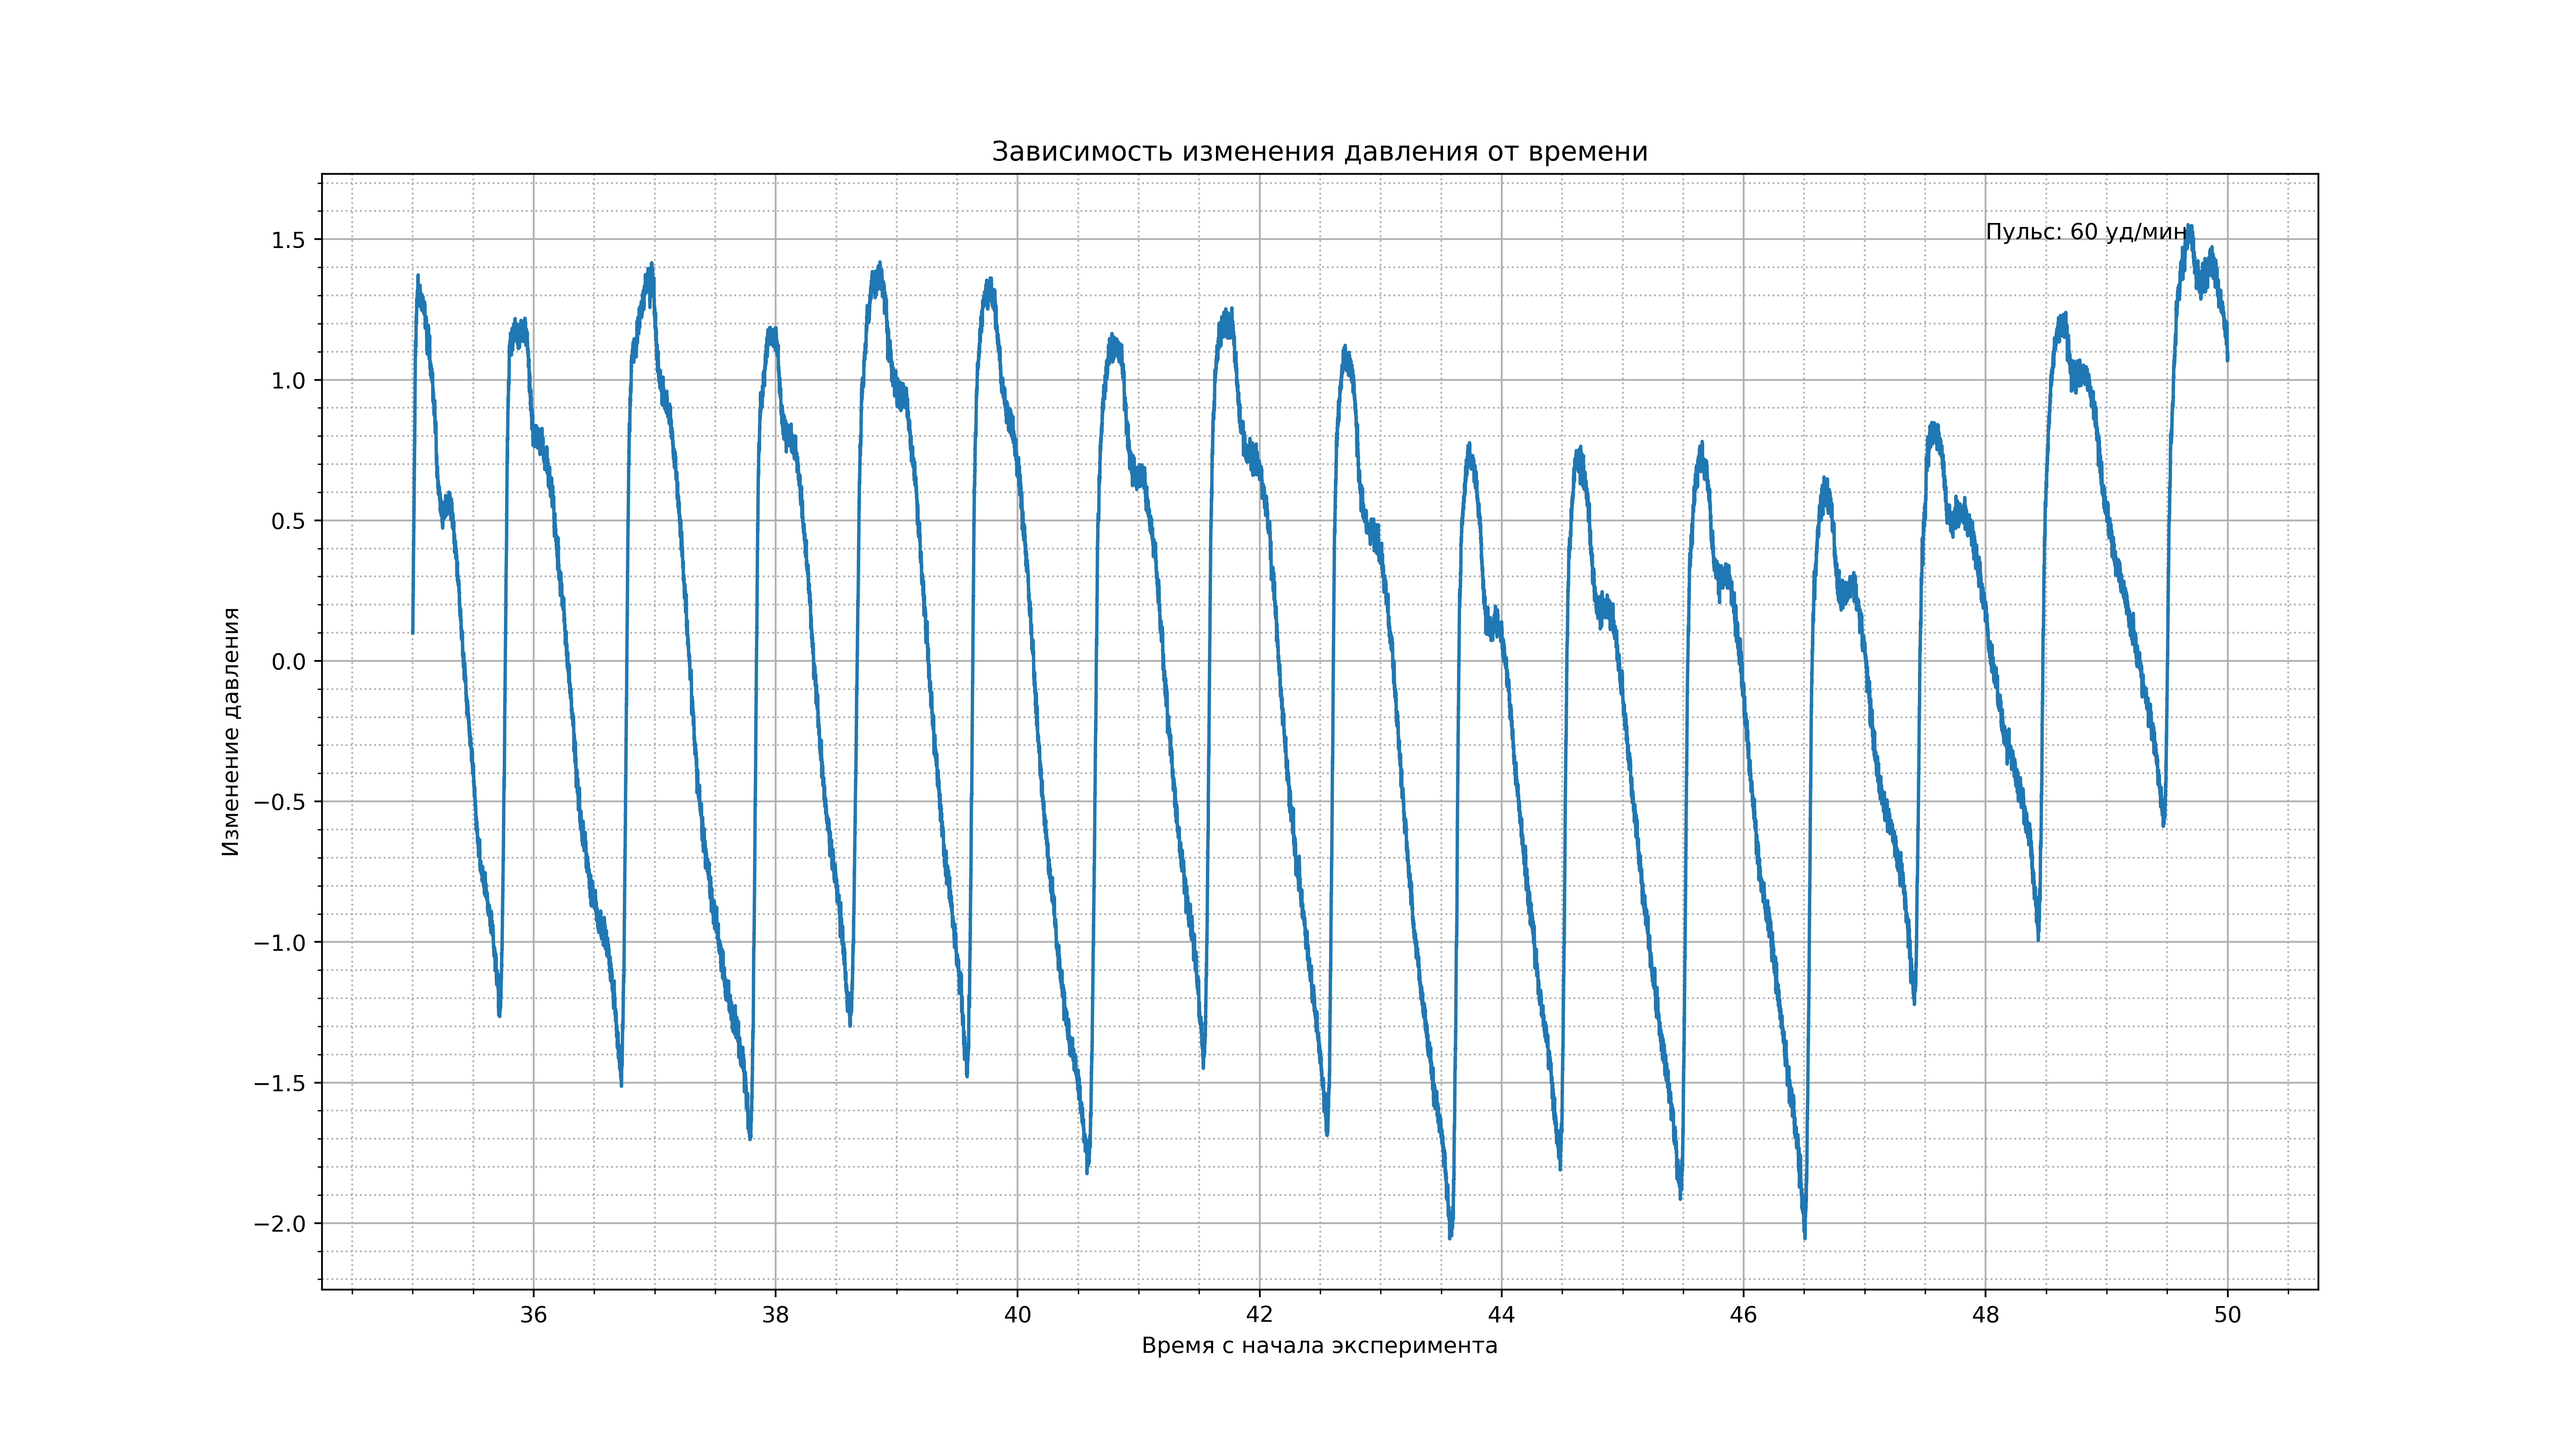 Зависимость изменения давления от времени
Пульс: 60 уд/мин
1.5
1.0
0.5
0.0
−0.5
−1.0
−1.5
−2.0
Изменение давления
36 38 40 42 44 46 48 50
Время с начала эксперимента